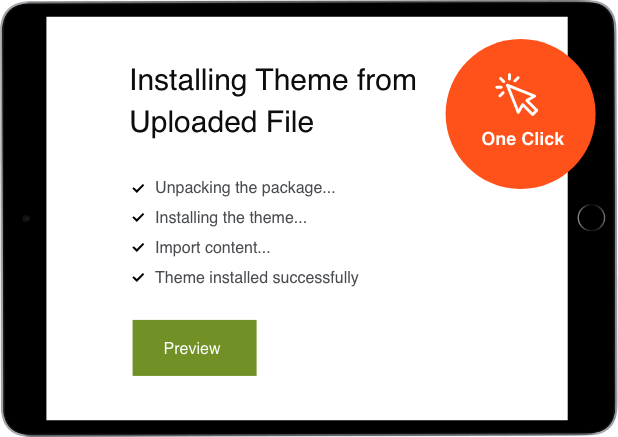 Installing Theme from
Uploaded File
One Click
Unpacking the package...
Installing the theme...
Import content...
Theme installed successfully
Preview